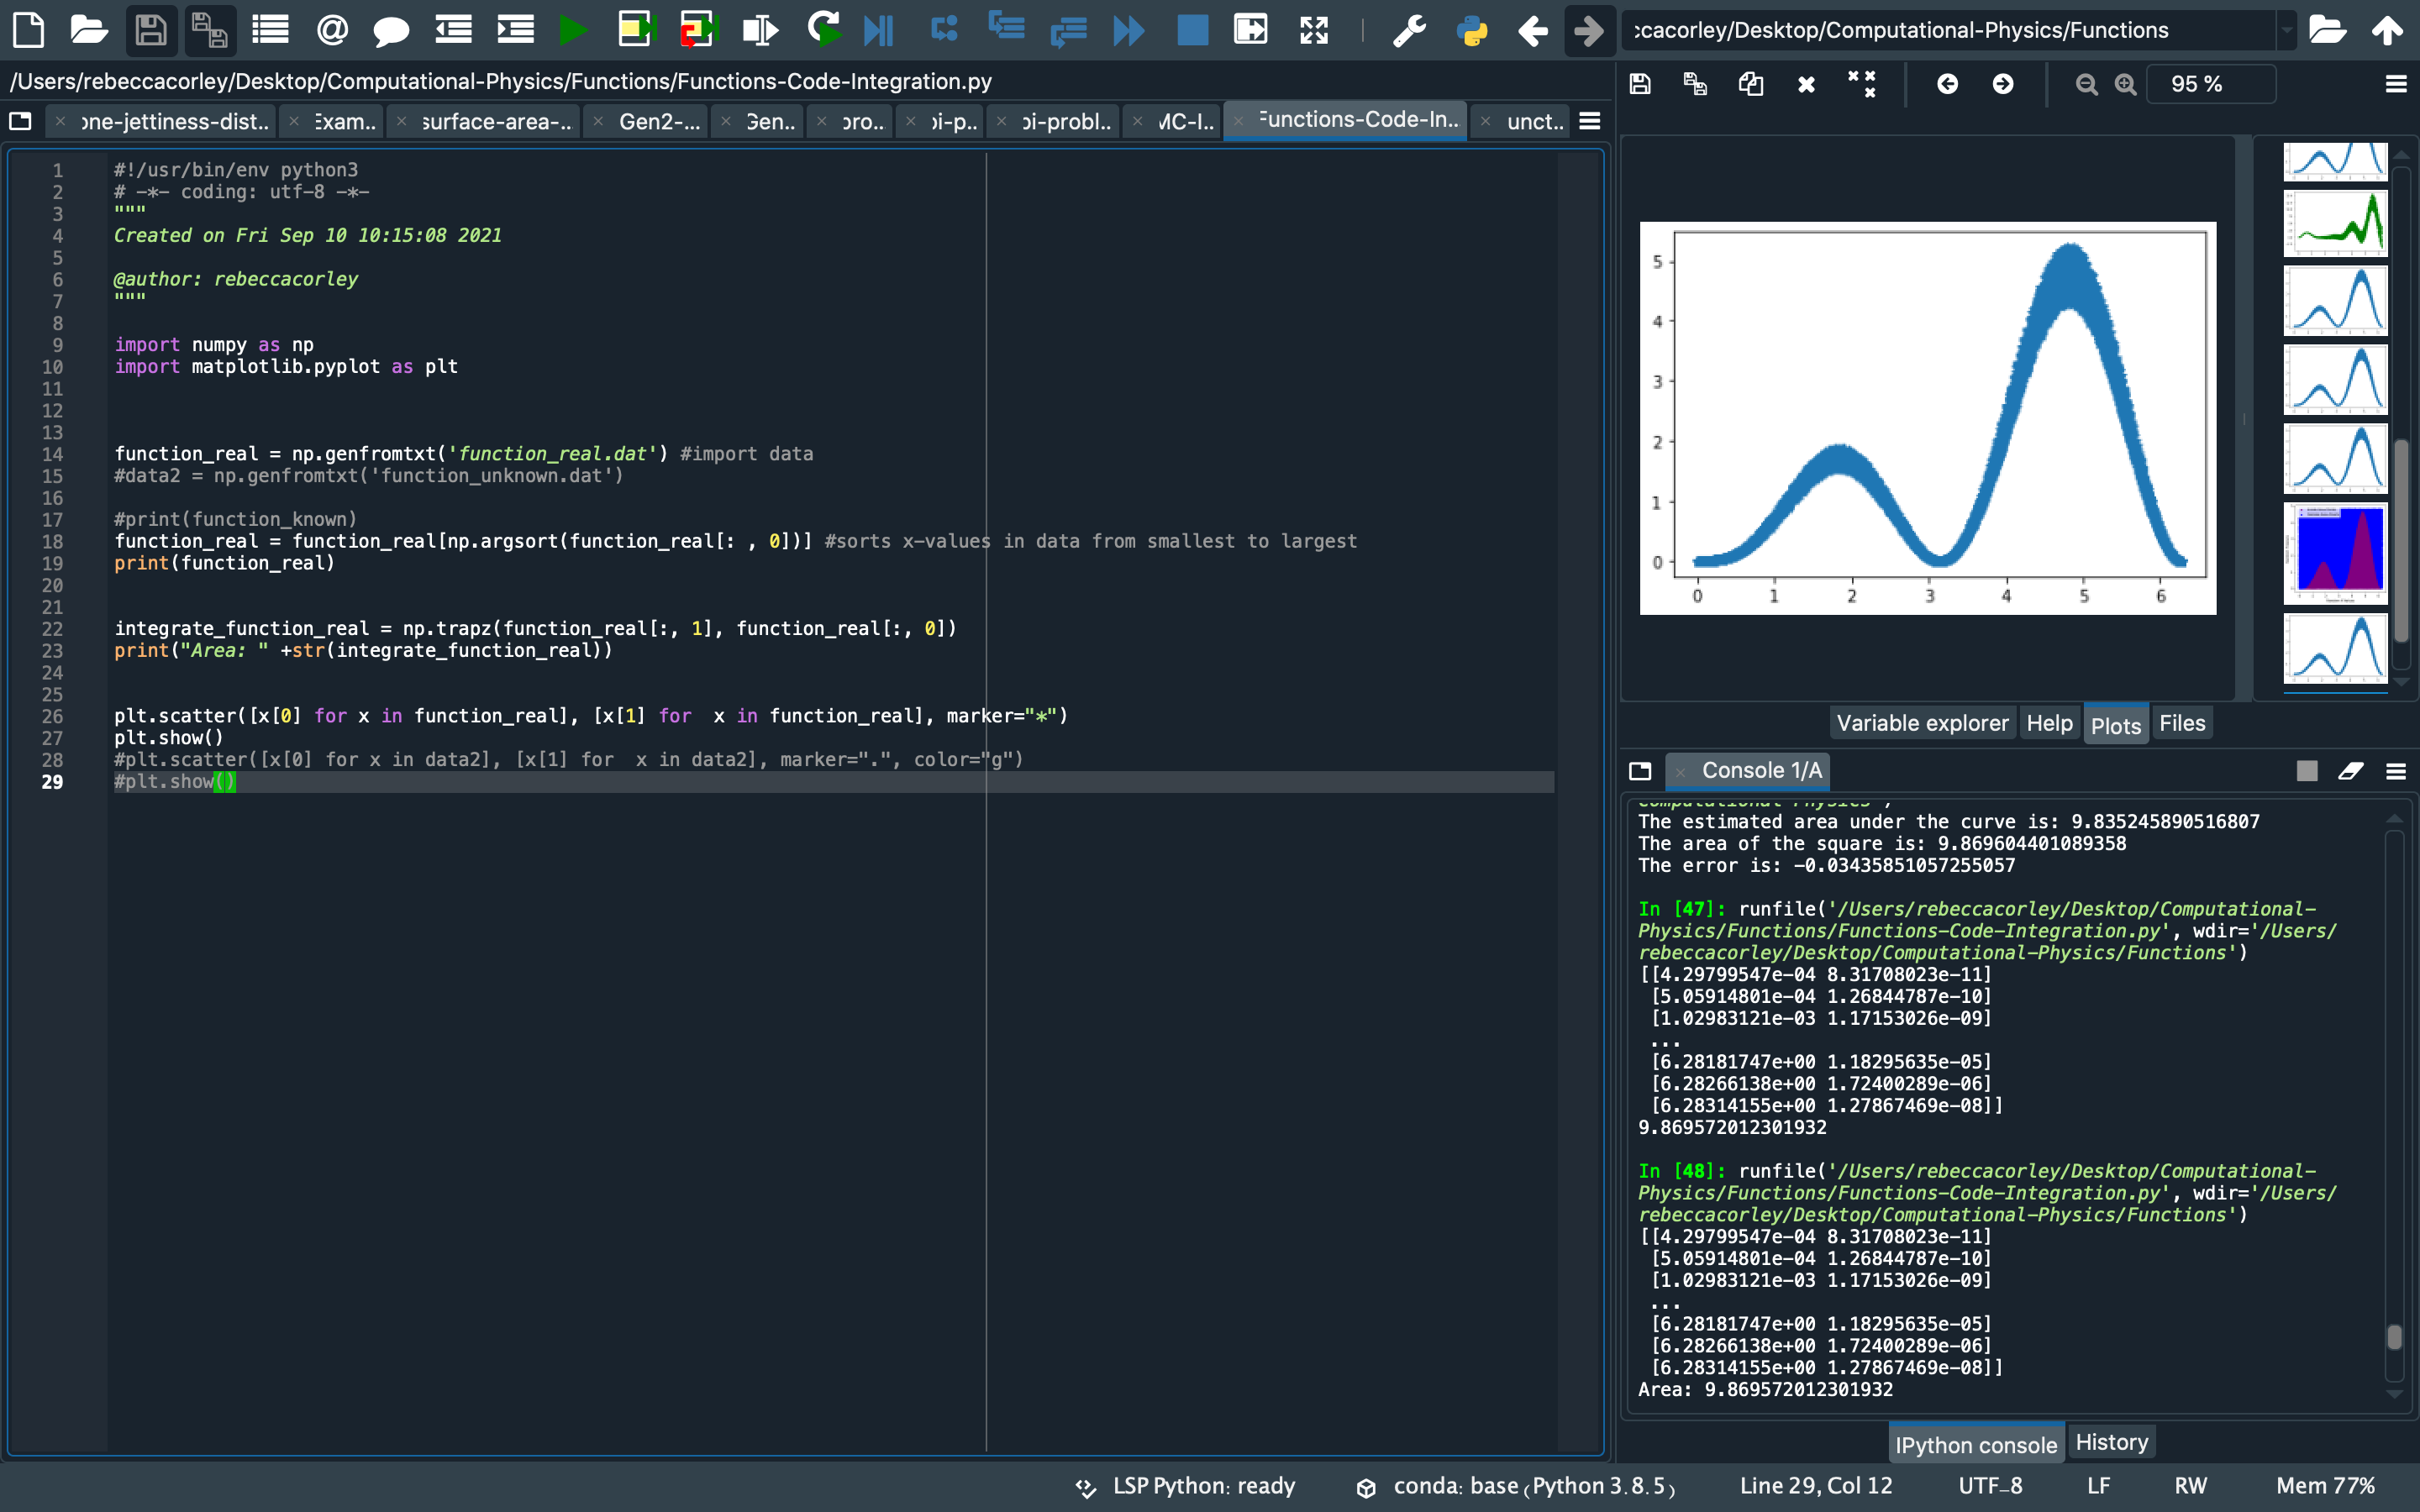 :cacorley/Desktop/Computational-Physics/Functions
/Users/rebeccacorley/Desktop/Computational-Physics/Functions/Functions-Code-Integration.py
95 %
one-jettiness-dist.. Exam.. surface-area-... Gen2-... Gen.. pro.. pi-p.. pi-probl.. MC-I.. Functions-Code-In... unct..
1 #!/usr/bin/env python3
2 # -*- coding: utf-8 -*-
3 """
4 Created on Fri Sep 10 10:15:08 2021
5
6 @author: rebeccacorley
7 """
8
9 import numpy as np
10 import matplotlib.pyplot as plt
11
12
13
14 function_real = np.genfromtxt('function_real.dat') #import data
15 #data2 = np.genfromtxt('function_unknown.dat')
16
17 #print(function_known)
18 function_real = function_real[np.argsort(function_real[: , 0])] #sorts x-values in data from smallest to largest
19 print(function_real)
20
21
22 integrate_function_real = np.trapz(function_real[:, 1], function_real[:, 0])
23 print("Area: " +str(integrate_function_real))
24
25
26 plt.scatter([x[0] for x in function_real], [x[1] for  x in function_real], marker="*")
27 plt.show()
28 #plt.scatter([x[0] for x in data2], [x[1] for  x in data2], marker=".", color="g")
29 #plt.show()
5
4
3
2
1
0
0 1 2 3 4 5 6
Variable explorer Help Plots Files
Console 1/A
Computational-Physics')
The estimated area under the curve is: 9.835245890516807
The area of the square is: 9.869604401089358
The error is: -0.03435851057255057
In [47]: runfile('/Users/rebeccacorley/Desktop/Computational-
Physics/Functions/Functions-Code-Integration.py', wdir='/Users/
rebeccacorley/Desktop/Computational-Physics/Functions')
[[4.29799547e-04 8.31708023e-11]
[5.05914801e-04 1.26844787e-10]
[1.02983121e-03 1.17153026e-09]
...
[6.28181747e+00 1.18295635e-05]
[6.28266138e+00 1.72400289e-06]
[6.28314155e+00 1.27867469e-08]]
9.869572012301932
In [48]: runfile('/Users/rebeccacorley/Desktop/Computational-
Physics/Functions/Functions-Code-Integration.py', wdir='/Users/
rebeccacorley/Desktop/Computational-Physics/Functions')
[[4.29799547e-04 8.31708023e-11]
[5.05914801e-04 1.26844787e-10]
[1.02983121e-03 1.17153026e-09]
...
[6.28181747e+00 1.18295635e-05]
[6.28266138e+00 1.72400289e-06]
[6.28314155e+00 1.27867469e-08]]
Area: 9.869572012301932
IPython console History
LSP Python: ready conda: base (Python 3.8.5) Line 29, Col 12 UTF-8 LF RW Mem 77%